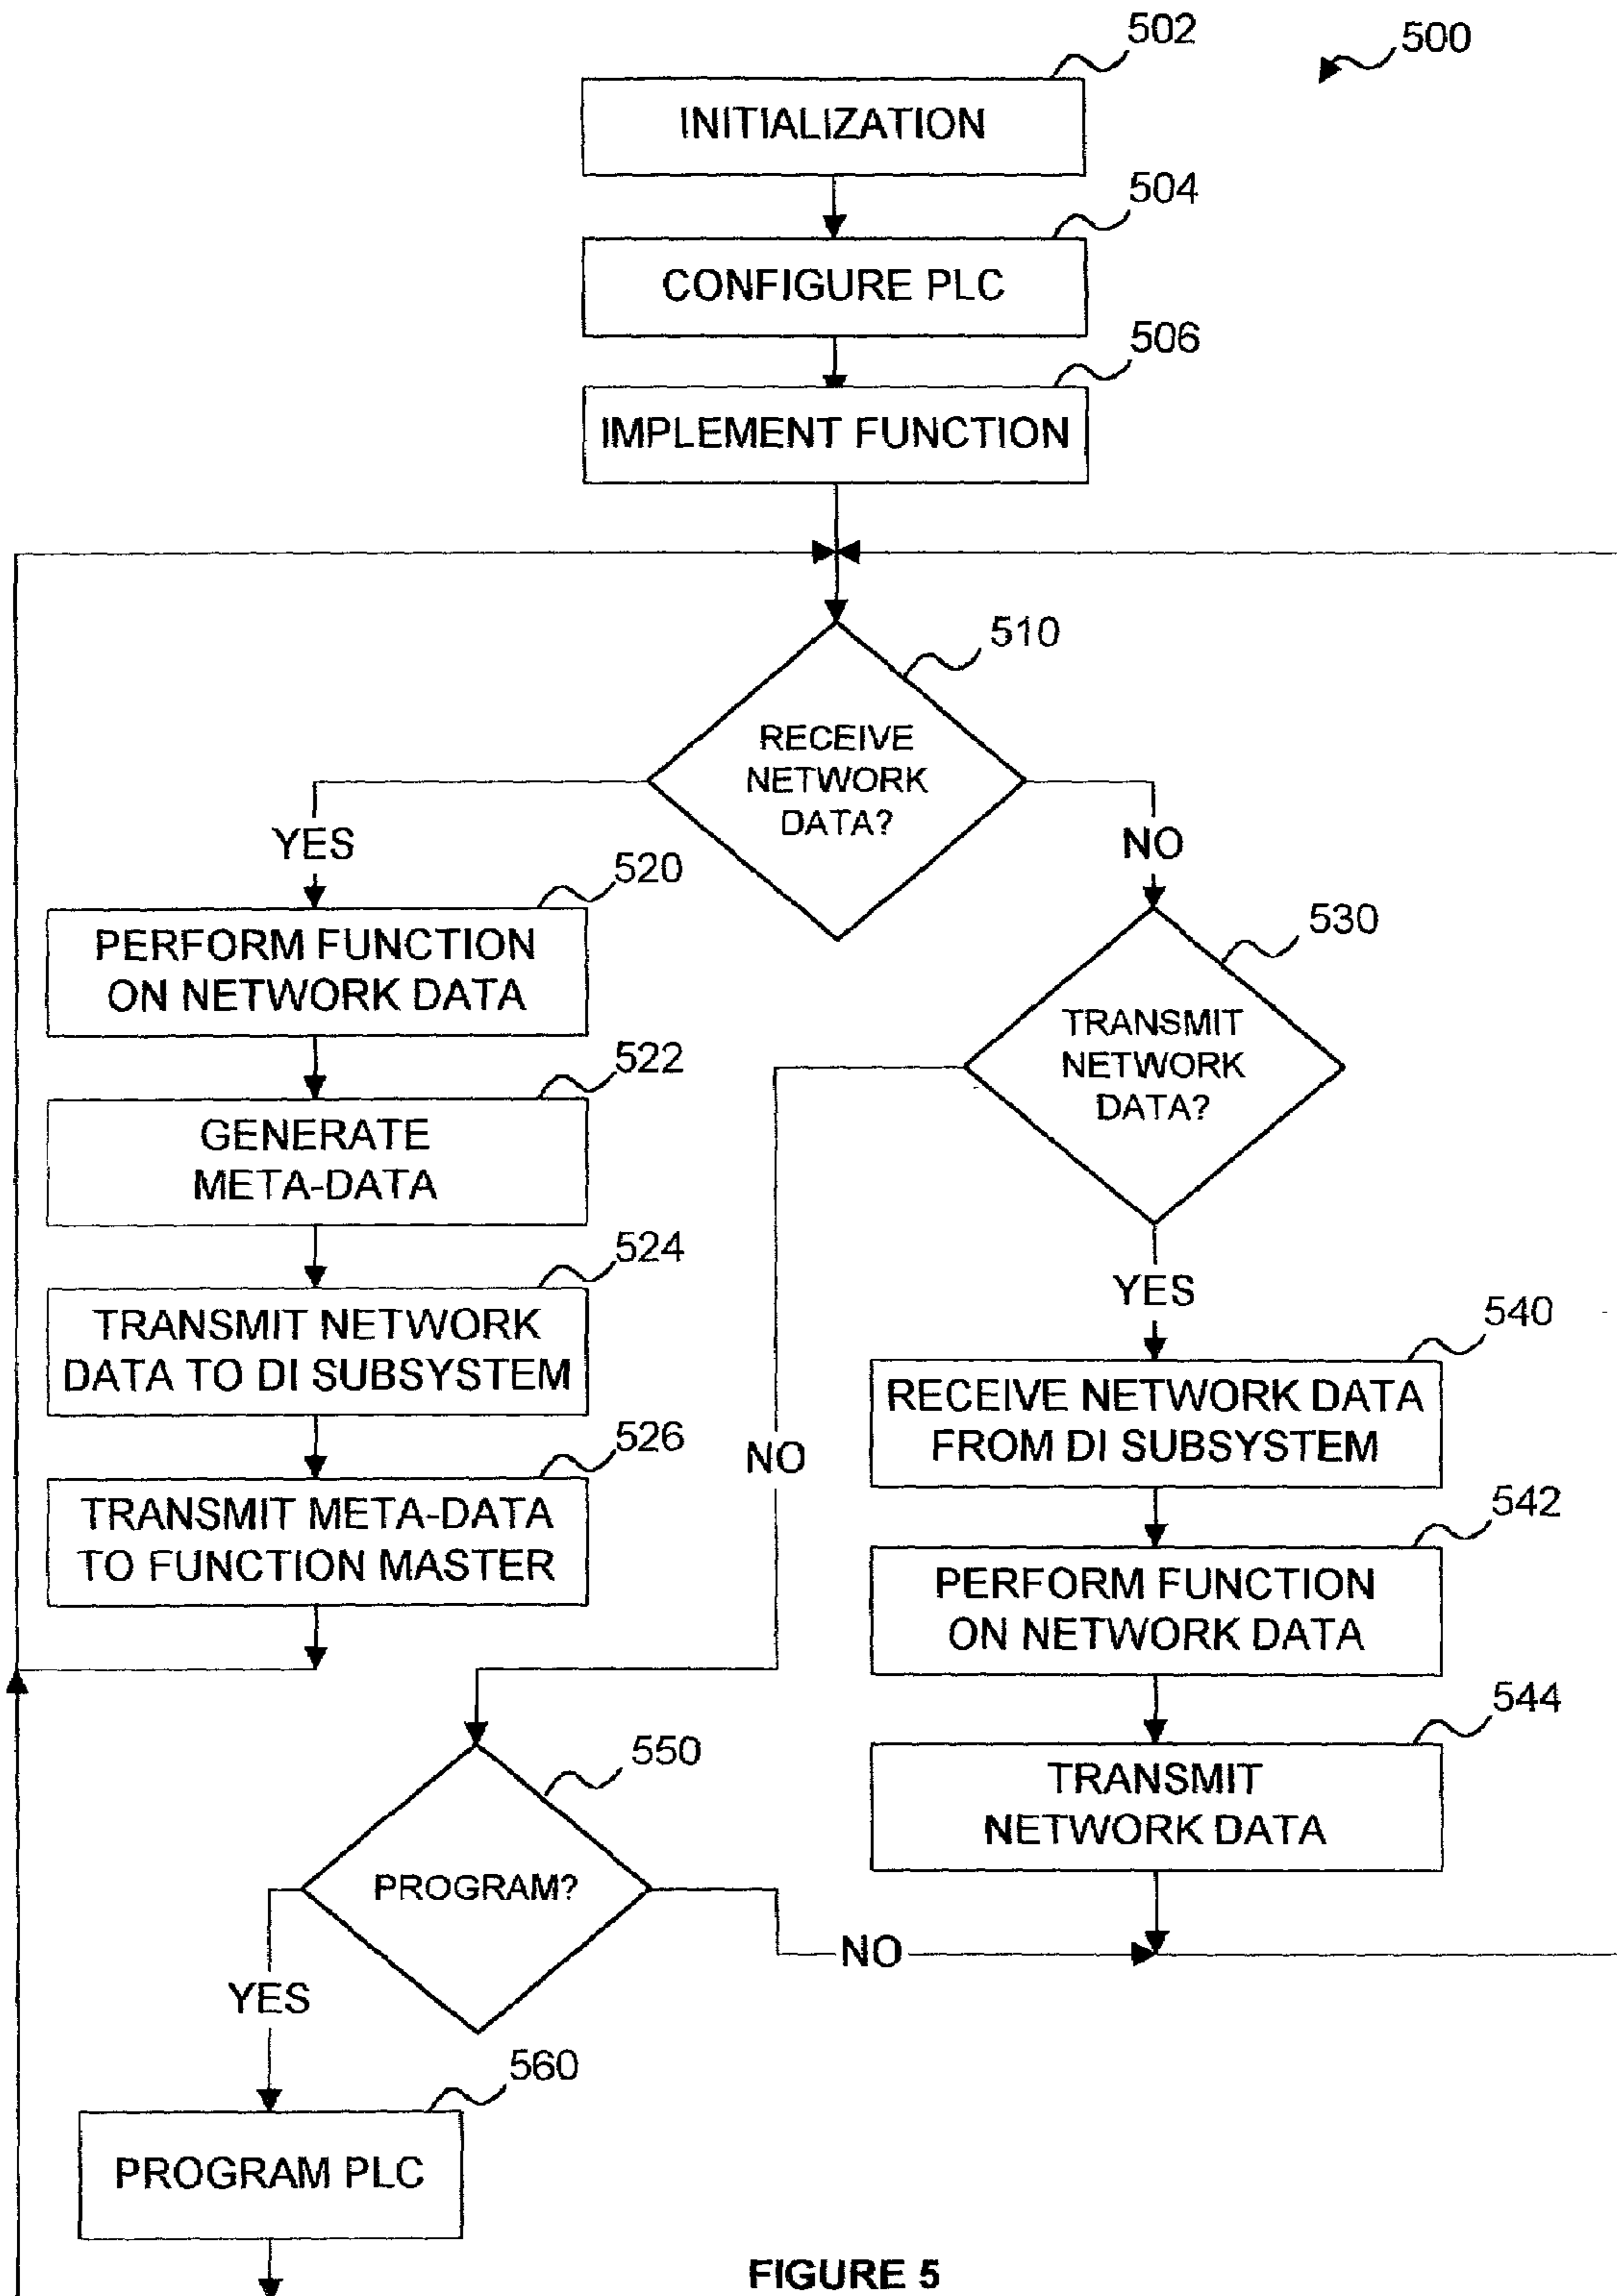 502
500
INITIALIZATION
504
CONFIGURE PLC
506
IMPLEMENT FUNCTION
510
RECEIVE
NETWORK
DATA?
YES
NO
520
PERFORM FUNCTION
ON NETWORK DATA
530
TRANSMIT
NETWORK
DATA?
522
GENERATE
META-DATA
524
TRANSMIT NETWORK
DATA TO DI SUBSYSTEM
YES
540
RECEIVE NETWORK DATA
FROM DI SUBSYSTEM
526
TRANSMIT META-DATA
TO FUNCTION MASTER
NO
542
PERFORM FUNCTION
ON NETWORK DATA
544
TRANSMIT
NETWORK DATA
550
PROGRAM?
NO
YES
560
PROGRAM PLC
FIGURE 5